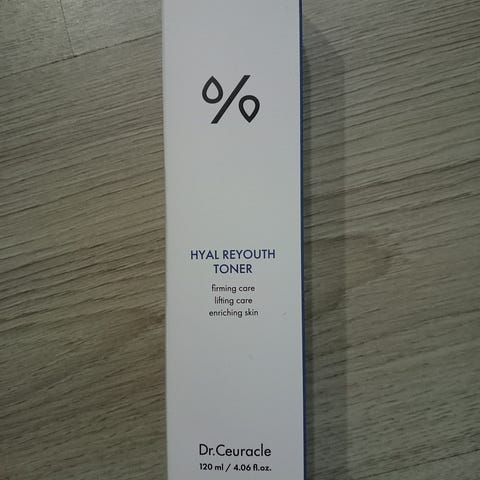 %
HYAL REYOUTH
TONER
firming care
lifting care
enriching skin
Dr.Ceuracle
120 ml / 4.06 fl.oz.